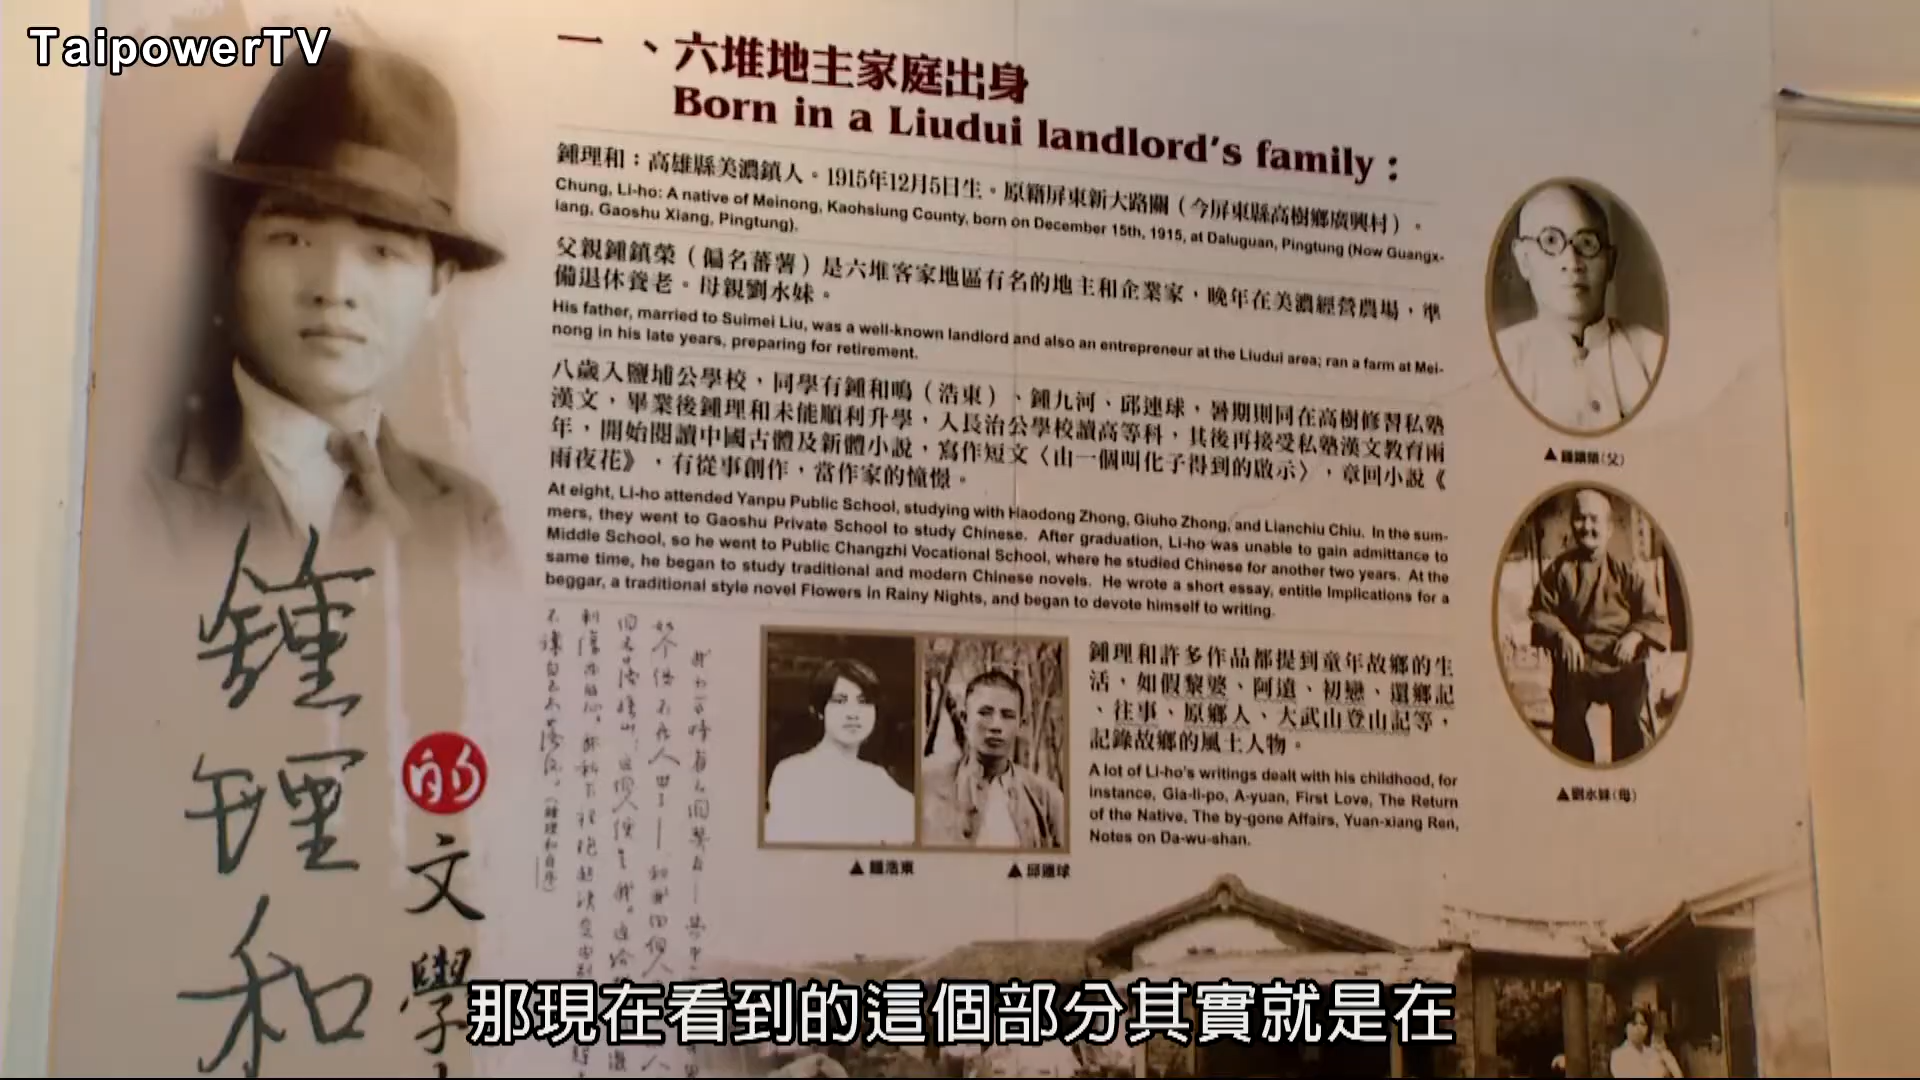 TaipowerTV
一、六堆地主家庭出身
Born in a Liudui landlord's family :
鍾理和：高雄縣美濃鎮人。1915年12月5日生。原籍屏東新大路關（今屏東縣高樹鄉廣興村）。
Chung, Li-ho: A native of Meinong, Kaohsiung County, born on December 15th, 1915, at Daluguan, Pingtung (Now Guangx-
iang, Gaoshu Xiang, Pingtung).
父親鍾鎮榮（偏名蕃薯）是六堆客家地區有名的地主和企業家，晚年在美濃經營農場，準
備退休養老。母親劉水妹。
His father, married to Suimei Liu, was a well-known landlord and also an entrepreneur at the Liudui area; ran a farm at Mei-
nong in his late years, preparing for retirement.
八歲入鹽埔公學校，同學有鍾和鳴（浩東）、鍾九河、邱連球，暑期則同在高樹修習私塾
漢文，畢業後鍾理和未能順利升學，入長治公學校讀高等科，其後再接受私塾漢文教育兩
年，開始閱讀中國古體及新體小說，寫作短文〈由一個叫化子得到的啟示〉，章回小說《
雨夜花》，有從事創作，當作家的憧憬。
At eight, Li-ho attended Yanpu Public School, studying with Haodong Zhong, Giuho Zhong, and Lianchiu Chiu. In the sum-
mers, they went to Gaoshu Private School to study Chinese. After graduation, Li-ho was unable to gain admittance to
Middle School, so he went to Public Changzhi Vocational School, where he studied Chinese for another two years. At the
same time, he began to study traditional and modern Chinese novels. He wrote a short essay, entitle Implications for a
beggar, a traditional style novel Flowers in Rainy Nights, and began to devote himself to writing.
鍾理和許多作品都提到童年故鄉的生
活，如假黎婆、阿遠、初戀、還鄉記
、往事、原鄉人、大武山登山記等，
記錄故鄉的風土人物。
A lot of Li-ho's writings dealt with his childhood, for
instance, Gia-li-po, A-yuan, First Love, The Return
of the Native, The by-gone Affairs, Yuan-xiang Ren,
Notes on Da-wu-shan.
▲鍾鎮榮(父)
▲劉水妹(母)
▲鍾浩東
▲邱連球
鍾理和
的
文學
那現在看到的這個部分其實就是在